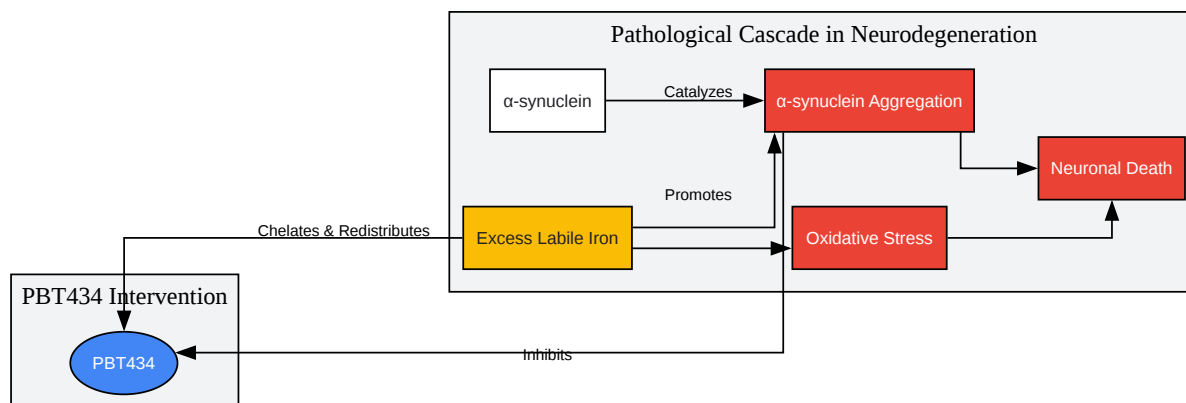 Pathological Cascade in Neurodegeneration
α-synuclein
Catalyzes
α-synuclein Aggregation
Neuronal Death
Promotes
Chelates & Redistributes
Excess Labile Iron
Oxidative Stress
PBT434 Intervention
PBT434
Inhibits